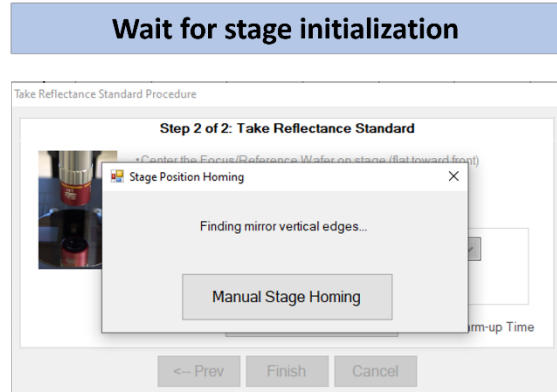 Wait for stage initialization
Take Reflectance Standard Procedure
Step 2 of 2: Take Reflectance Standard
•Center the Focus/Reference Wafer on stage (flat toward front)
Stage Position Homing
Finding mirror vertical edges...
Manual Stage Homing
Time
<-- Prev
Finish
Cancel